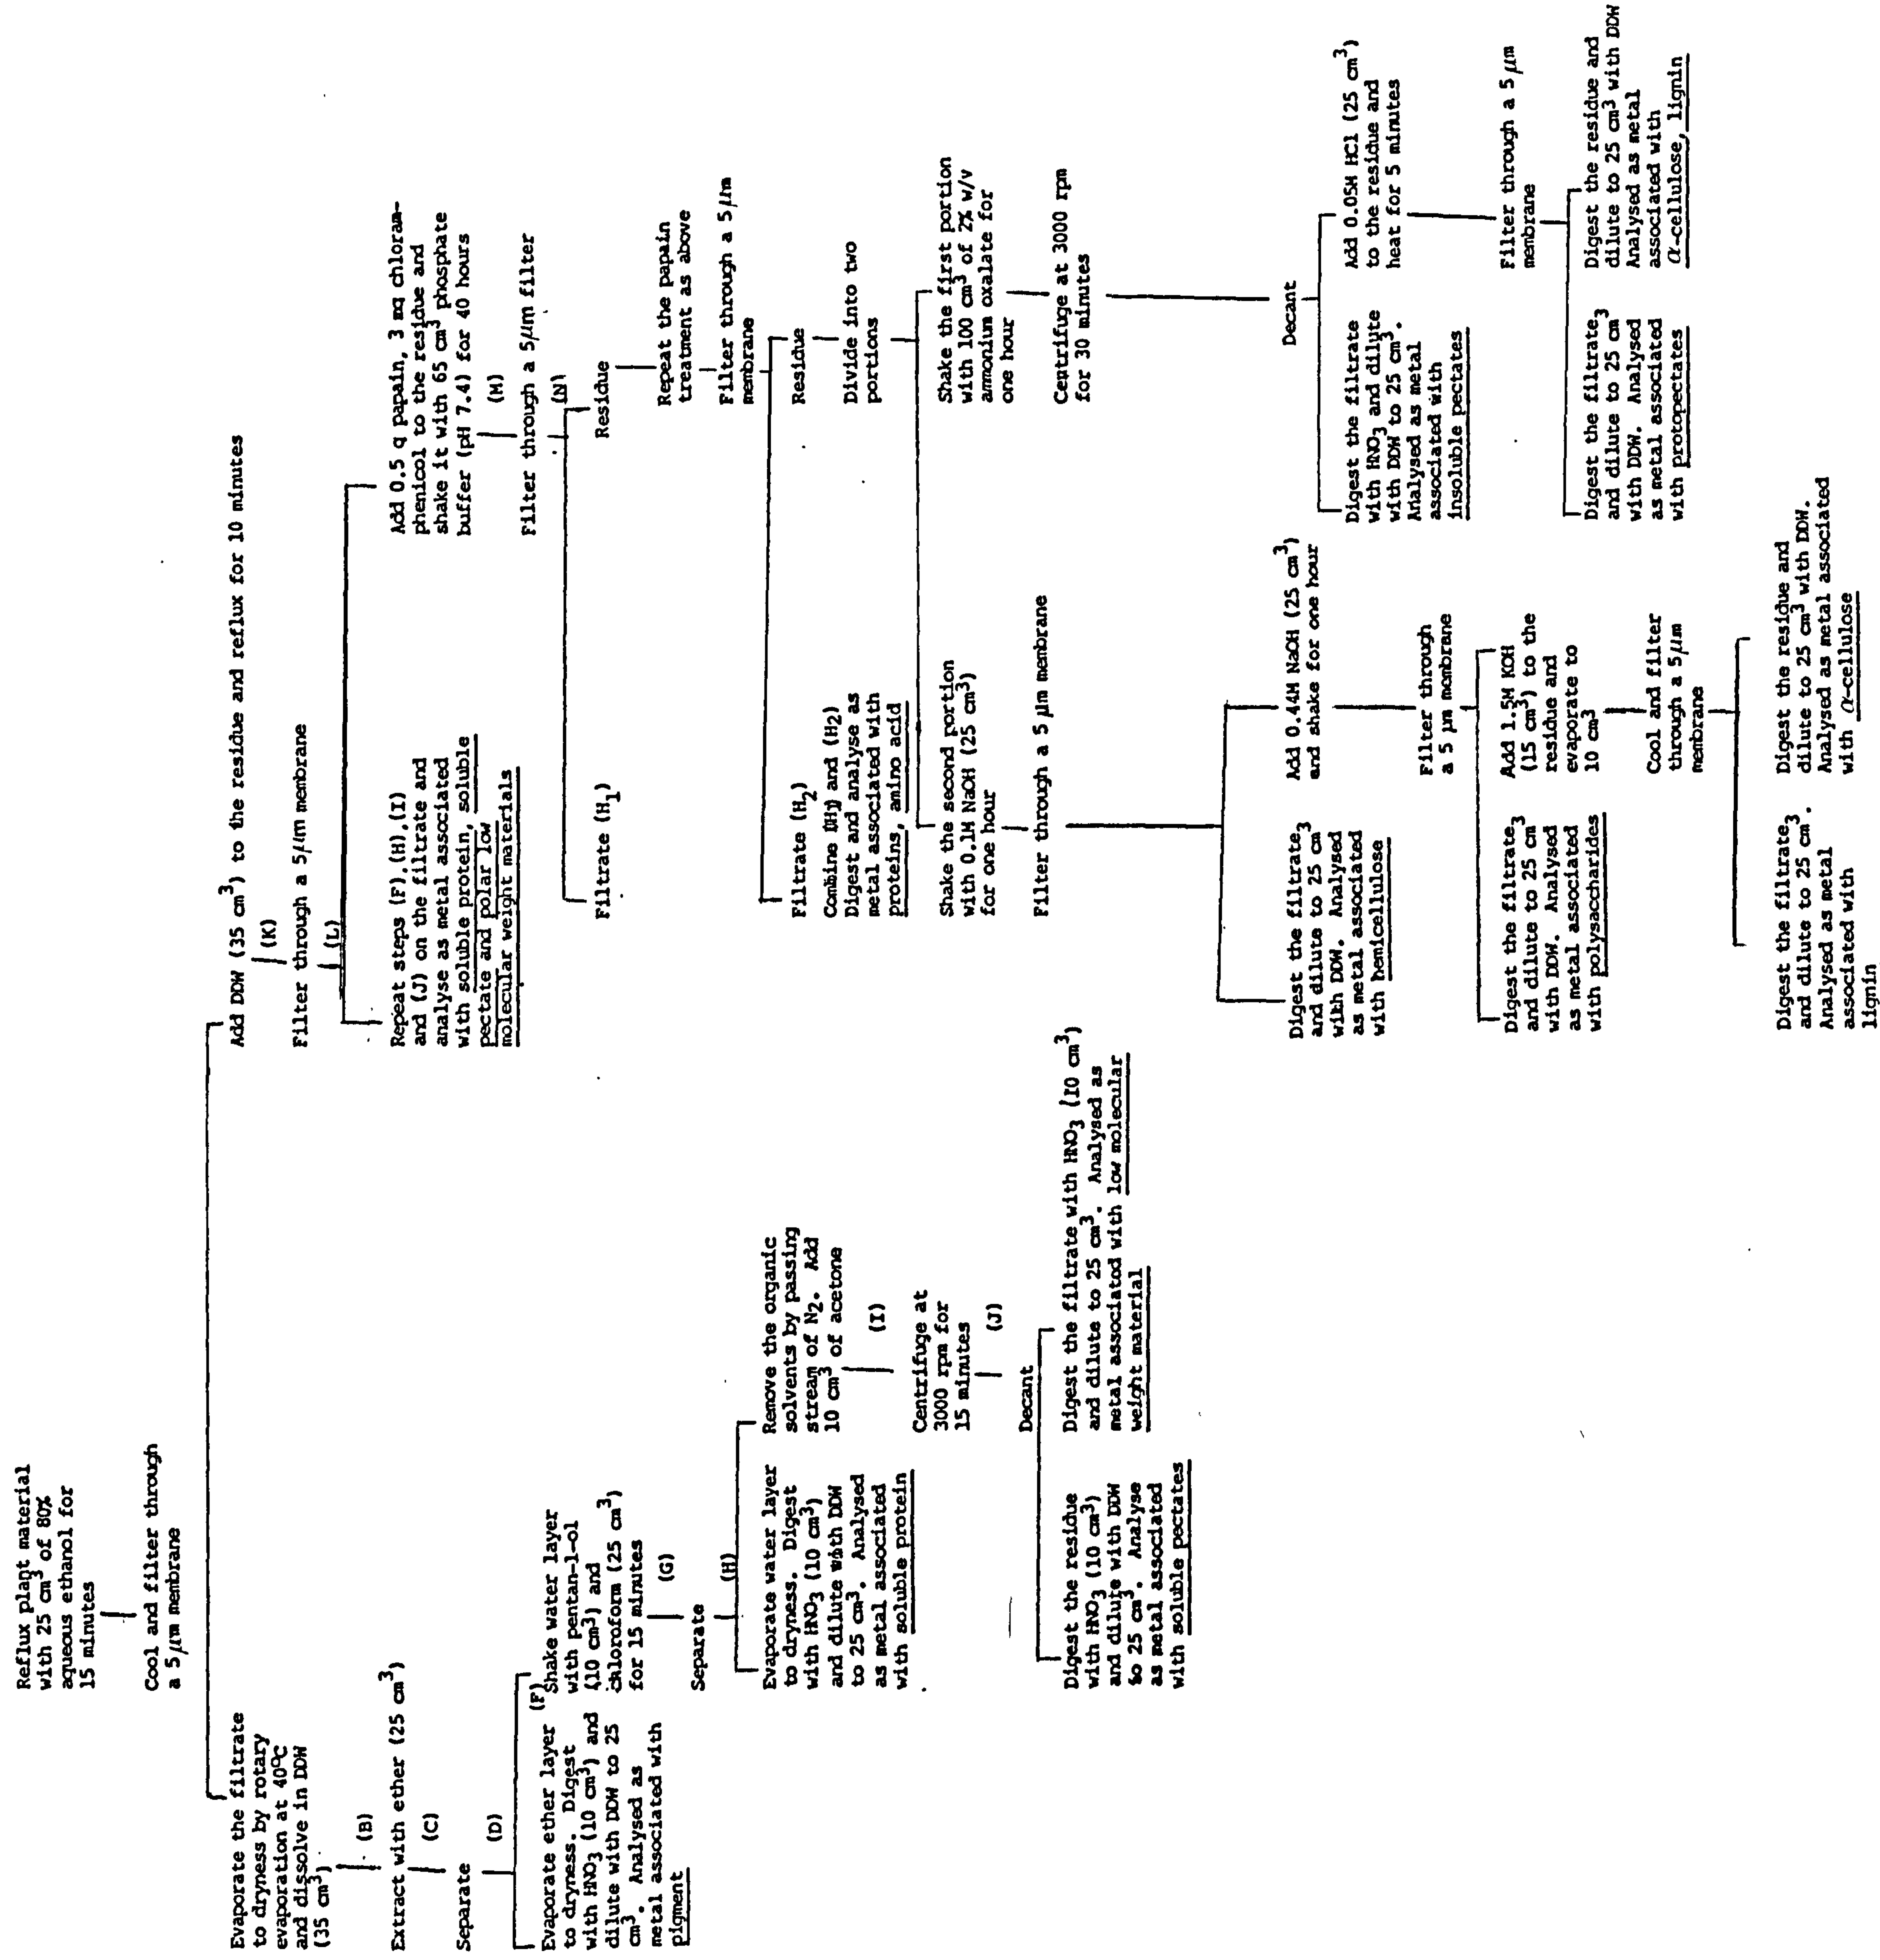 Reflux plant material
with 25 cm³ of 80%
aqueous ethanol for
15 minutes
Cool and filter through
a 5 μm membrane
Evaporate the filtrate
to dryness by rotary
evaporation at 40°C
and dissolve in DDW
(35 cm³)
(B)
Extract with ether (25 cm³)
(C)
Separate
(D)
Evaporate ether layer
to dryness. Digest
with HNO₃ (10 cm³) and
dilute with DDW to 25
cm³. Analysed as
metal associated with
pigment
(F)
Shake water layer
with pentan-1-ol
(10 cm³) and
chloroform (25 cm³)
for 15 minutes
(G)
Separate
(H)
Evaporate water layer
to dryness. Digest
with HNO₃ (10 cm³)
and dilute with DDW
to 25 cm³. Analysed
as metal associated
with soluble protein
Remove the organic
solvents by passing
stream of N₂. Add
10 cm³ of acetone
(I)
Centrifuge at
3000 rpm for
15 minutes
(J)
Decant
Digest the residue
with HNO₃ (10 cm³)
and dilute with DDW
to 25 cm³. Analyse
as metal associated
with soluble pectates
Digest the filtrate with HNO₃ (10 cm³)
and dilute to 25 cm³. Analysed as
metal associated with low molecular
weight material
Add DDW (35 cm³) to the residue and reflux for 10 minutes
(K)
Filter through a 5 μm membrane
(L)
Repeat steps (F),(H),(I)
and (J) on the filtrate and
analyse as metal associated
with soluble protein, soluble
pectate and polar low
molecular weight materials
Add 0.5 g papain, 3 mg chloram-
phenicol to the residue and
shake it with 65 cm³ phosphate
buffer (pH 7.4) for 40 hours
(M)
Filter through a 5 μm filter
(N)
Filtrate (H₁)
Residue
Repeat the papain
treatment as above
Filter through a 5 μm
membrane
Filtrate (H₂)
Combine (H₁) and (H₂)
Digest and analyse as
metal associated with
proteins, amino acid
Residue
Divide into two
portions
Shake the second portion
with 0.1M NaOH (25 cm³)
for one hour
Filter through a 5 μm membrane
Shake the first portion
with 100 cm³ of 2% w/v
ammonium oxalate for
one hour
Centrifuge at 3000 rpm
for 30 minutes
Decant
Digest the filtrate³
and dilute to 25 cm
with DDW. Analysed
as metal associated
with hemicellulose
Add 0.44M NaOH (25 cm³)
and shake for one hour
Filter through
a 5 μm membrane
Digest the filtrate³
and dilute to 25 cm
with DDW. Analysed
as metal associated
with polysaccharides
Add 1.5M KOH
(15 cm³) to the
residue and
evaporate to
10 cm³
Cool and filter
through a 5 μm
membrane
Digest the filtrate³
and dilute to 25 cm.
Analysed as metal
associated with
lignin
Digest the residue and
dilute to 25 cm³ with DDW.
Analysed as metal associated
with α-cellulose
Digest the filtrate
with HNO₃ and dilute
with DDW to 25 cm³.
Analysed as metal
associated with
insoluble pectates
Add 0.05M HCl (25 cm³)
to the residue and
heat for 5 minutes
Filter through a 5 μm
membrane
Digest the filtrate³
and dilute to 25 cm
with DDW. Analysed
as metal associated
with protopectates
Digest the residue and
dilute to 25 cm³ with DDW
Analysed as metal
associated with
α-cellulose, lignin